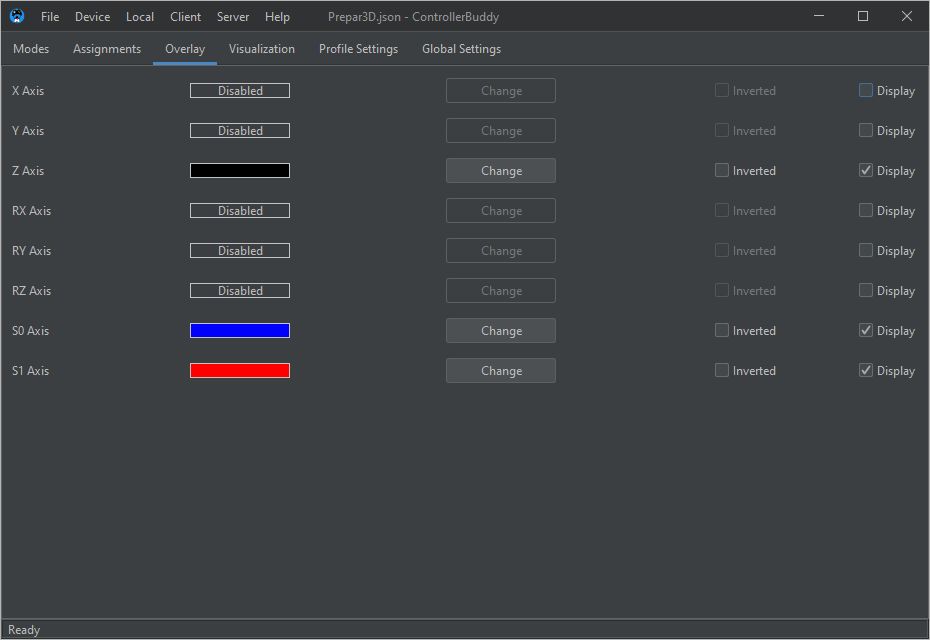 File Device Local Client Server Help Prepar3D.json - ControllerBuddy
Modes Assignments Overlay Visualization Profile Settings Global Settings
X Axis Disabled Change Inverted Display
Y Axis Disabled Change Inverted Display
Z Axis Change Inverted Display
RX Axis Disabled Change Inverted Display
RY Axis Disabled Change Inverted Display
RZ Axis Disabled Change Inverted Display
S0 Axis Change Inverted Display
S1 Axis Change Inverted Display
Ready